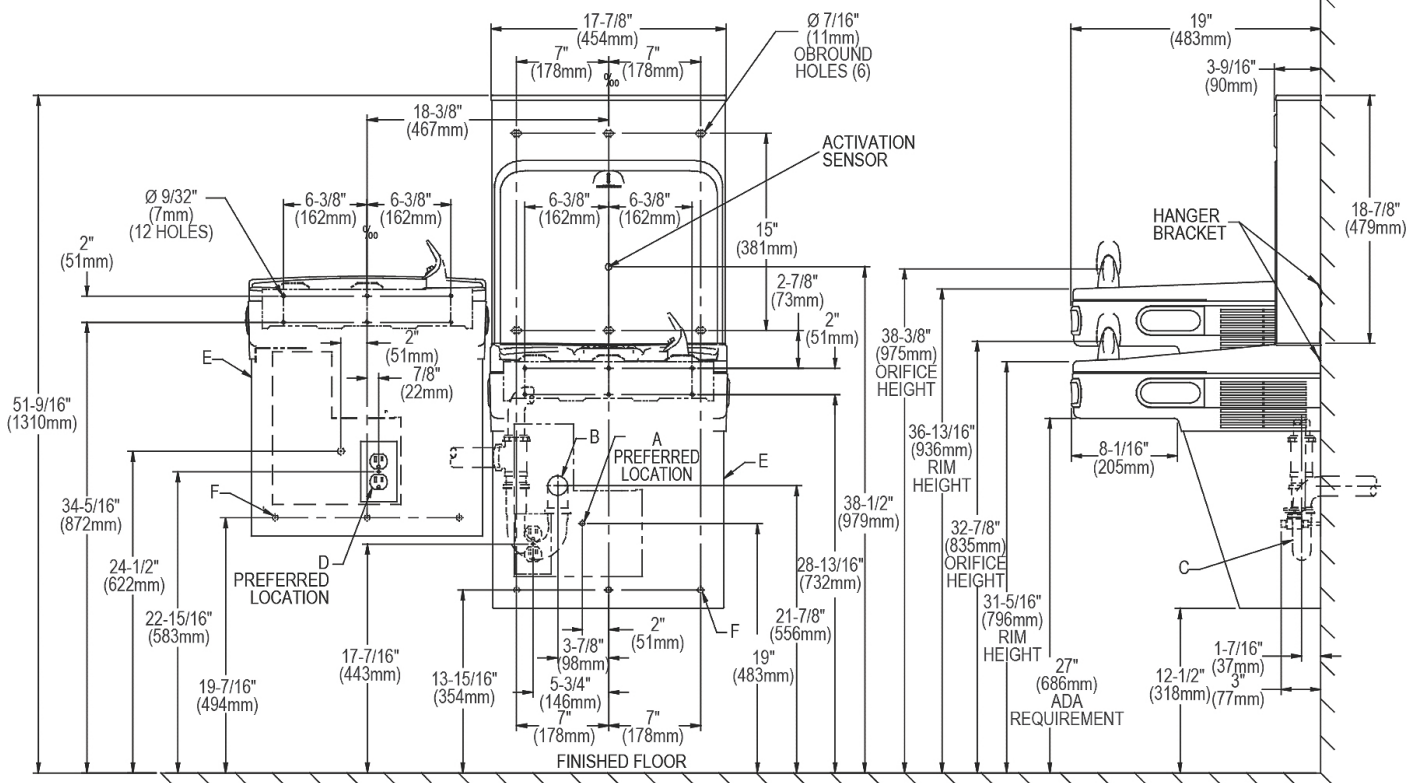 17-7/8"
(454mm)
7"
(178mm)
7"
(178mm)
‰
Ø 7/16"
(11mm)
OBROUND
HOLES (6)
19"
(483mm)
3-9/16"
(90mm)
18-3/8"
(467mm)
ACTIVATION
SENSOR
Ø 9/32"
(7mm)
(12 HOLES)
6-3/8"
(162mm)
6-3/8"
(162mm)
‰
6-3/8"
(162mm)
6-3/8"
(162mm)
15"
(381mm)
HANGER
BRACKET
18-7/8"
(479mm)
2"
(51mm)
2-7/8"
(73mm)
2"
(51mm)
38-3/8"
(975mm)
ORIFICE
HEIGHT
E
2"
(51mm)
7/8"
(22mm)
51-9/16"
(1310mm)
36-13/16"
(936mm)
RIM
HEIGHT
8-1/16"
(205mm)
B
A
PREFERRED
LOCATION
E
34-5/16"
(872mm)
F
38-1/2"
(979mm)
32-7/8"
(835mm)
ORIFICE
HEIGHT
24-1/2"
(622mm)
D
PREFERRED
LOCATION
28-13/16"
(732mm)
C
22-15/16"
(583mm)
21-7/8"
(556mm)
31-5/16"
(796mm)
RIM
HEIGHT
F
2"
(51mm)
3-7/8"
(98mm)
17-7/16"
(443mm)
19"
(483mm)
1-7/16"
(37mm)
3"
(77mm)
12-1/2"
(318mm)
27"
(686mm)
ADA
REQUIREMENT
19-7/16"
(494mm)
13-15/16"
(354mm)
5-3/4"
(146mm)
7"
(178mm)
7"
(178mm)
FINISHED FLOOR